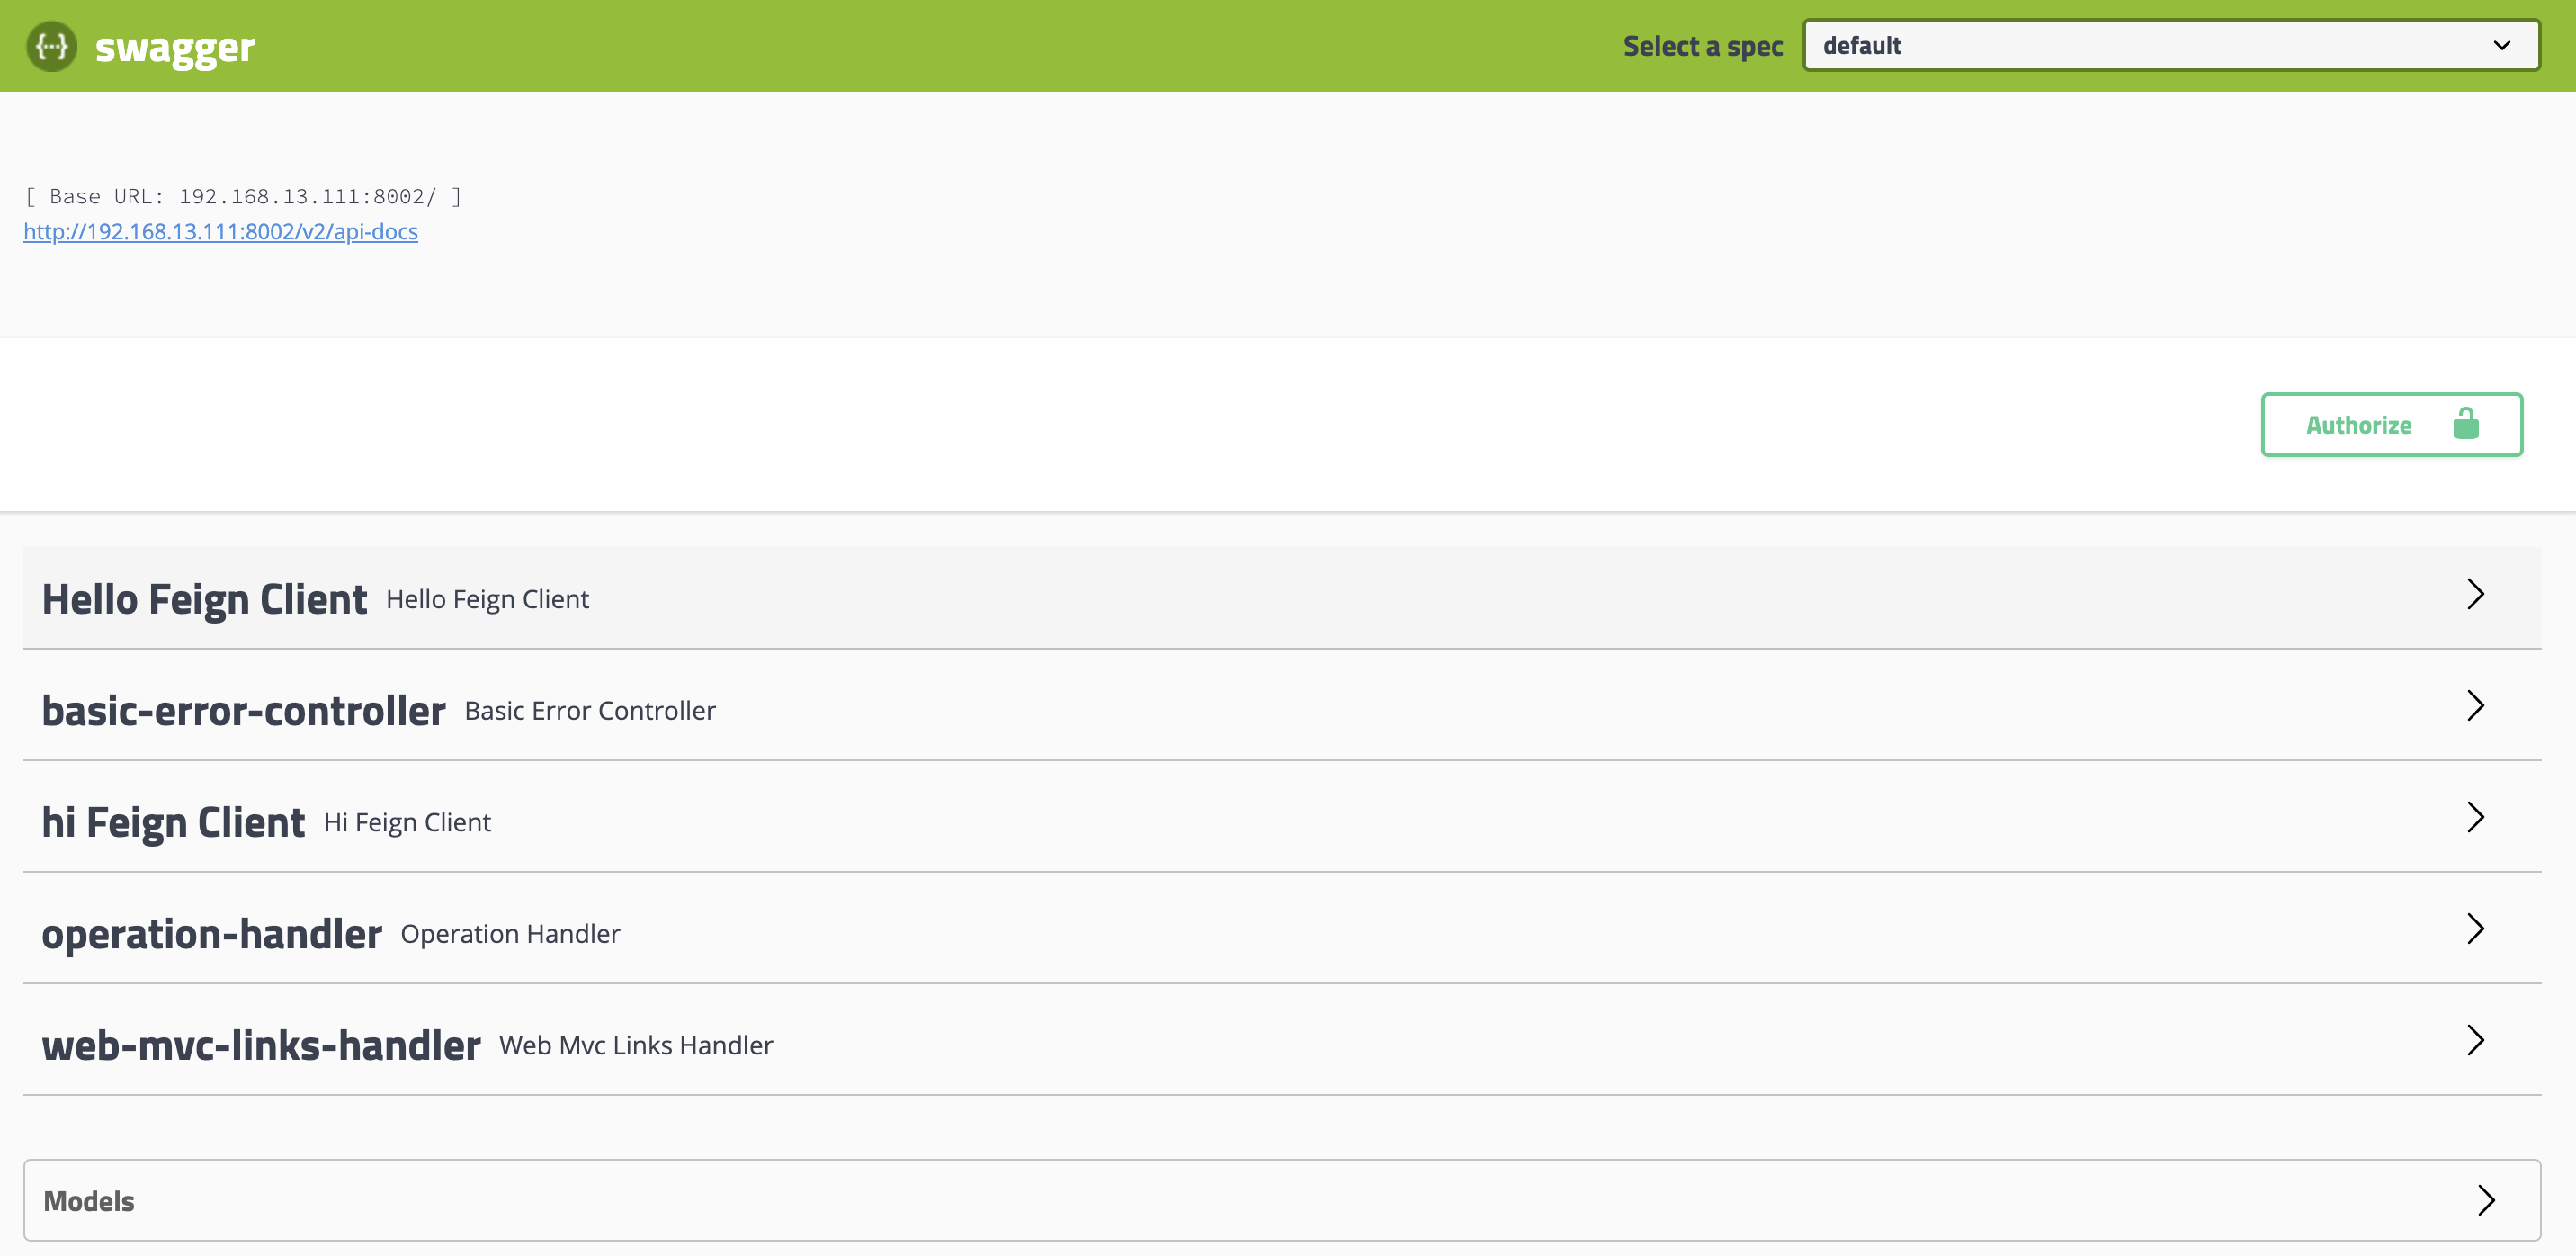 {···} swagger Select a spec default
[ Base URL: 192.168.13.111:8002/ ]
http://192.168.13.111:8002/v2/api-docs
Authorize
Hello Feign Client Hello Feign Client
basic-error-controller Basic Error Controller
hi Feign Client Hi Feign Client
operation-handler Operation Handler
web-mvc-links-handler Web Mvc Links Handler
Models